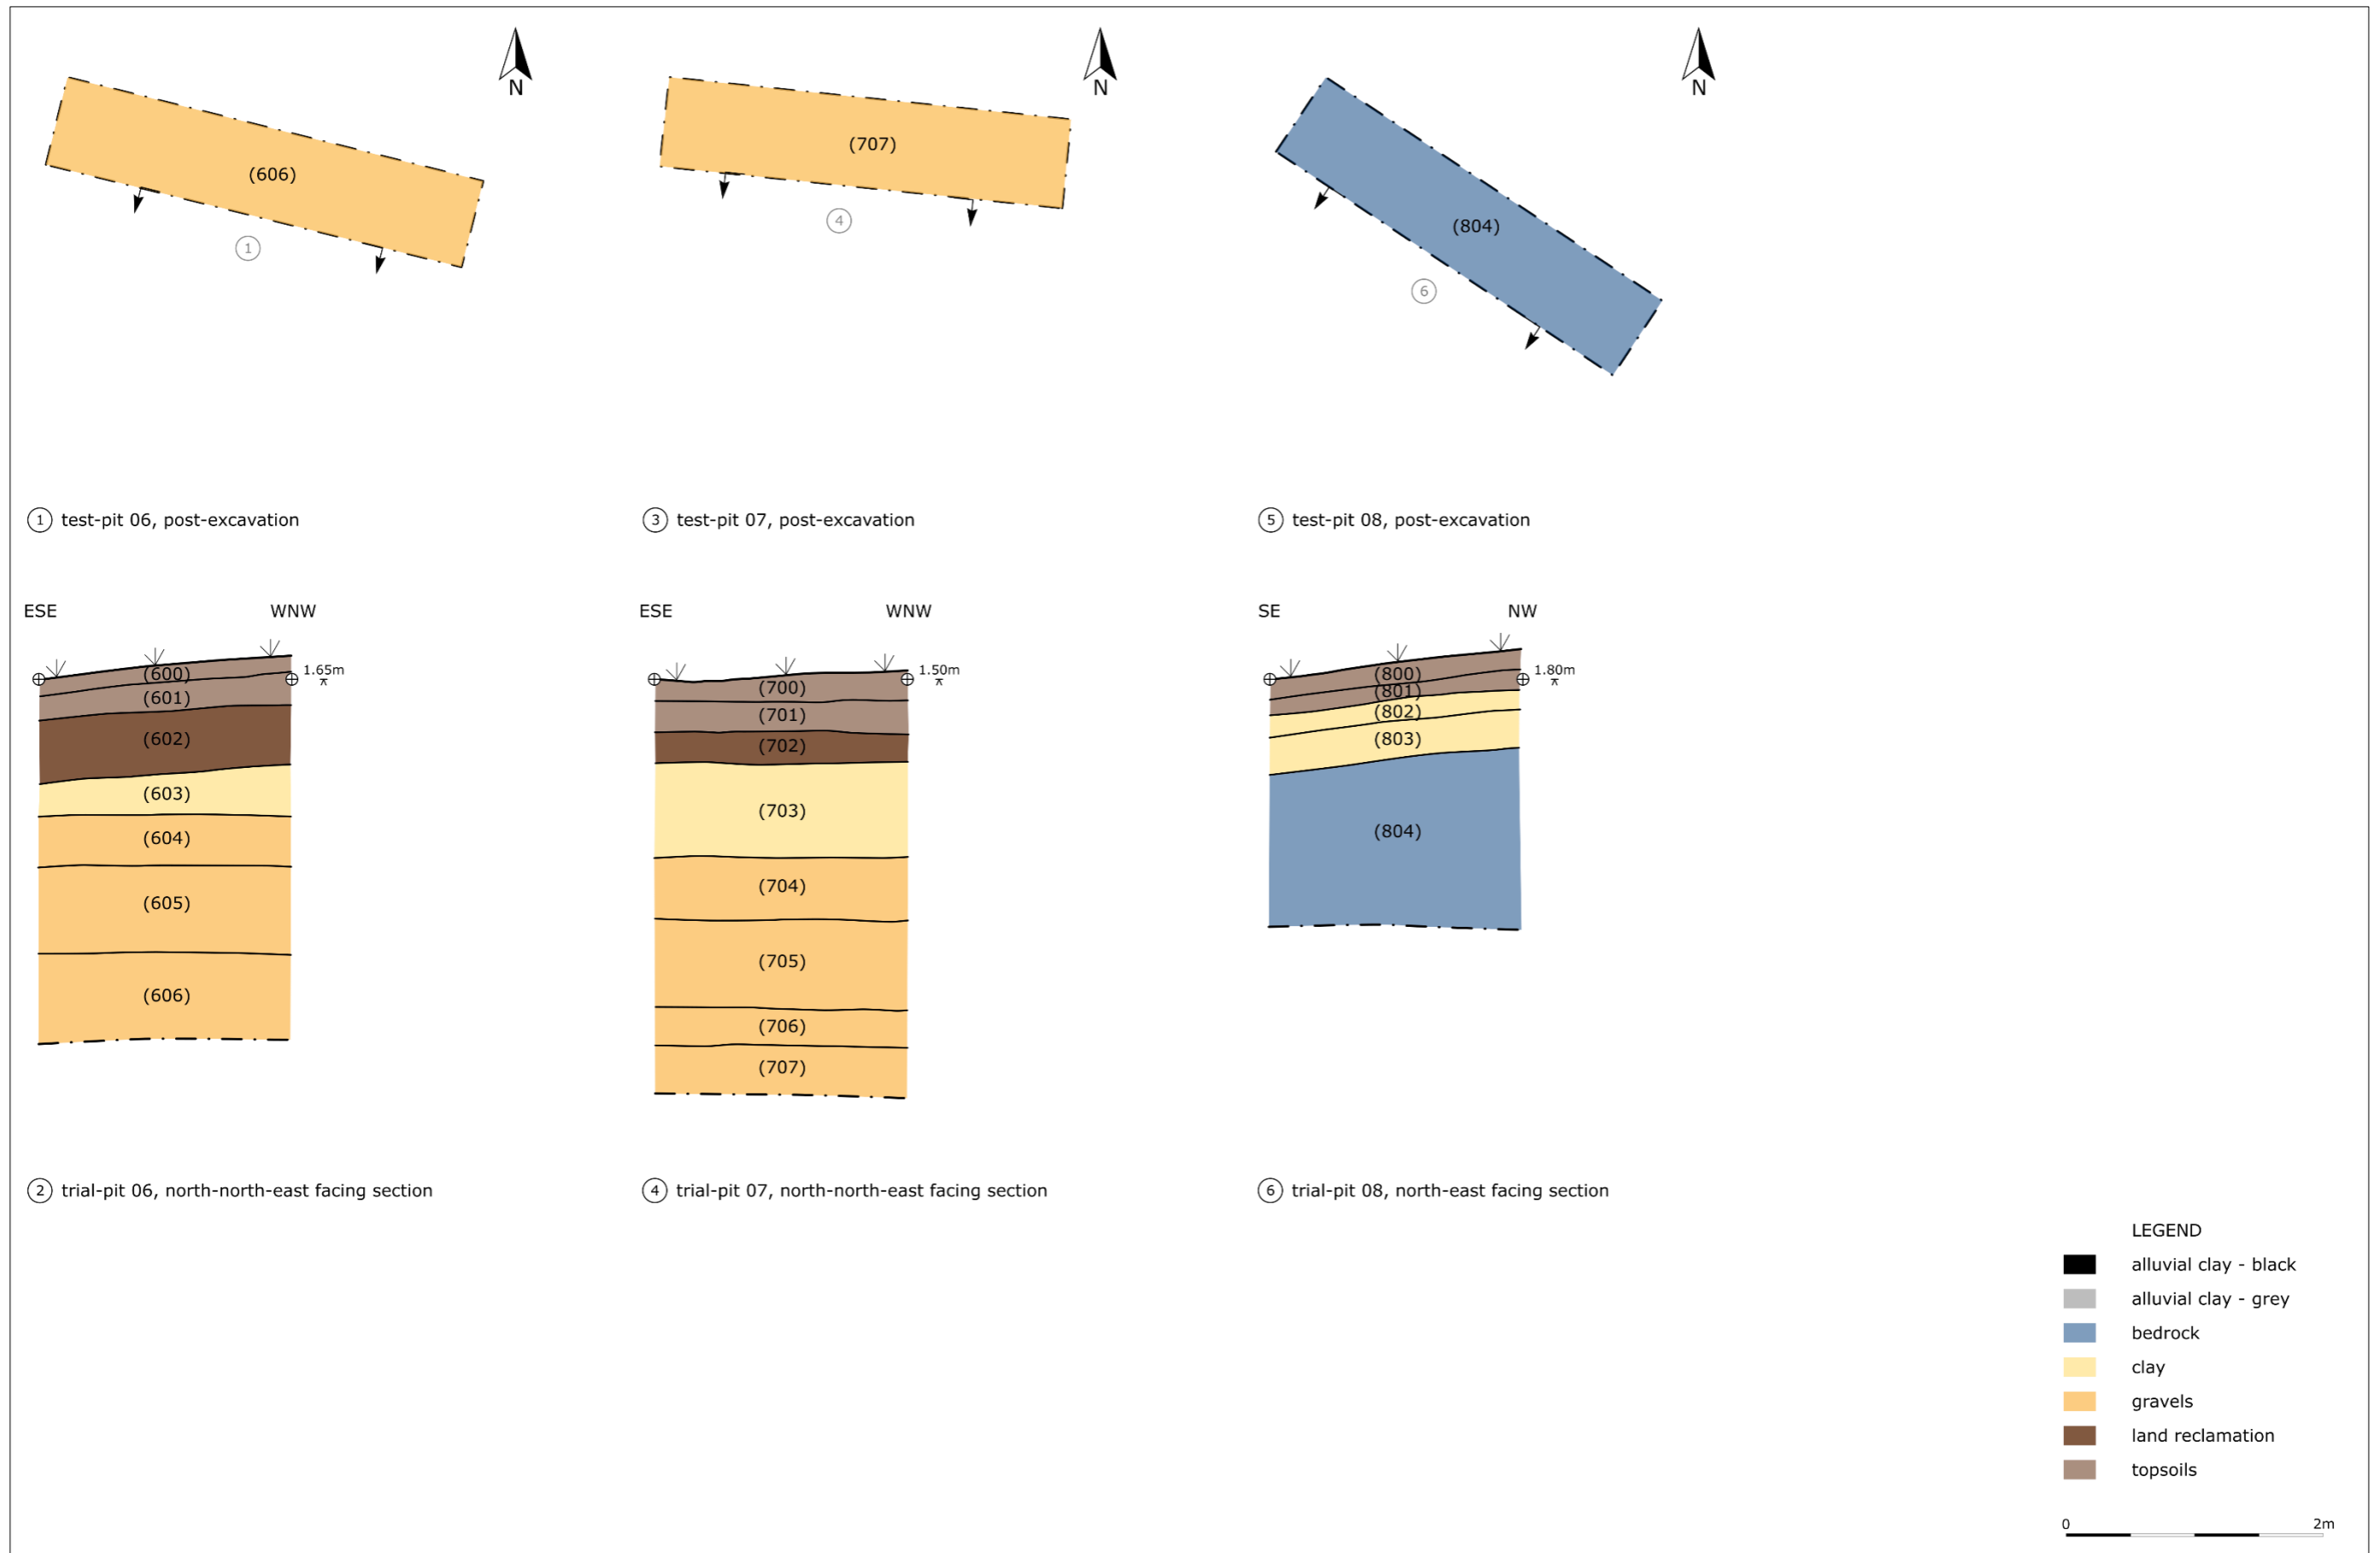 N
N
N
(606)
(707)
(804)
1
4
6
1 test-pit 06, post-excavation
3 test-pit 07, post-excavation
5 test-pit 08, post-excavation
ESE WNW
1.65m
(600)
(601)
(602)
(603)
(604)
(605)
(606)
ESE WNW
1.50m
(700)
(701)
(702)
(703)
(704)
(705)
(706)
(707)
SE NW
1.80m
(800)
(801)
(802)
(803)
(804)
2 trial-pit 06, north-north-east facing section
4 trial-pit 07, north-north-east facing section
6 trial-pit 08, north-east facing section
LEGEND
alluvial clay - black
alluvial clay - grey
bedrock
clay
gravels
land reclamation
topsoils
0 2m